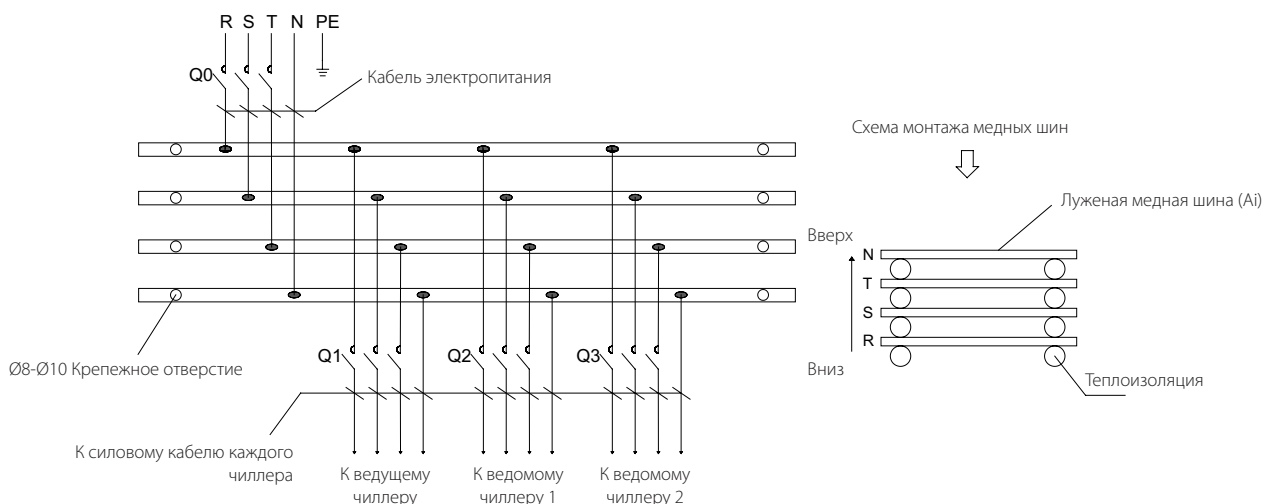 R S T N PE
Q0
Кабель электропитания
Схема монтажа медных шин
Луженая медная шина (Ai)
Вверх
N
T
S
R
Вниз
Теплоизоляция
Q1
Q2
Q3
Ø8-Ø10 Крепежное отверстие
К силовому кабелю каждого
чиллера
К ведущему
чиллеру
К ведомому
чиллеру 1
К ведомому
чиллеру 2